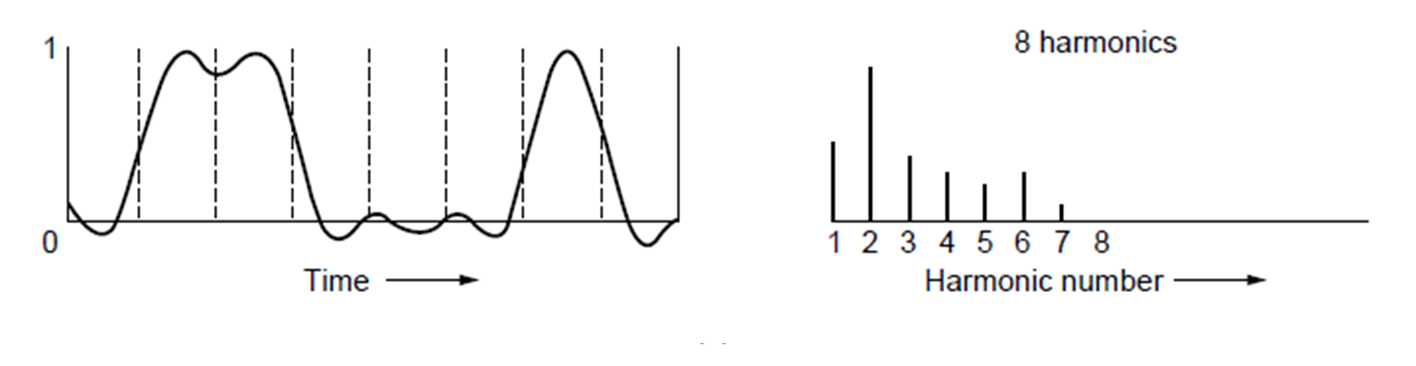 1
0
Time
8 harmonics
1 2 3 4 5 6 7 8
Harmonic number